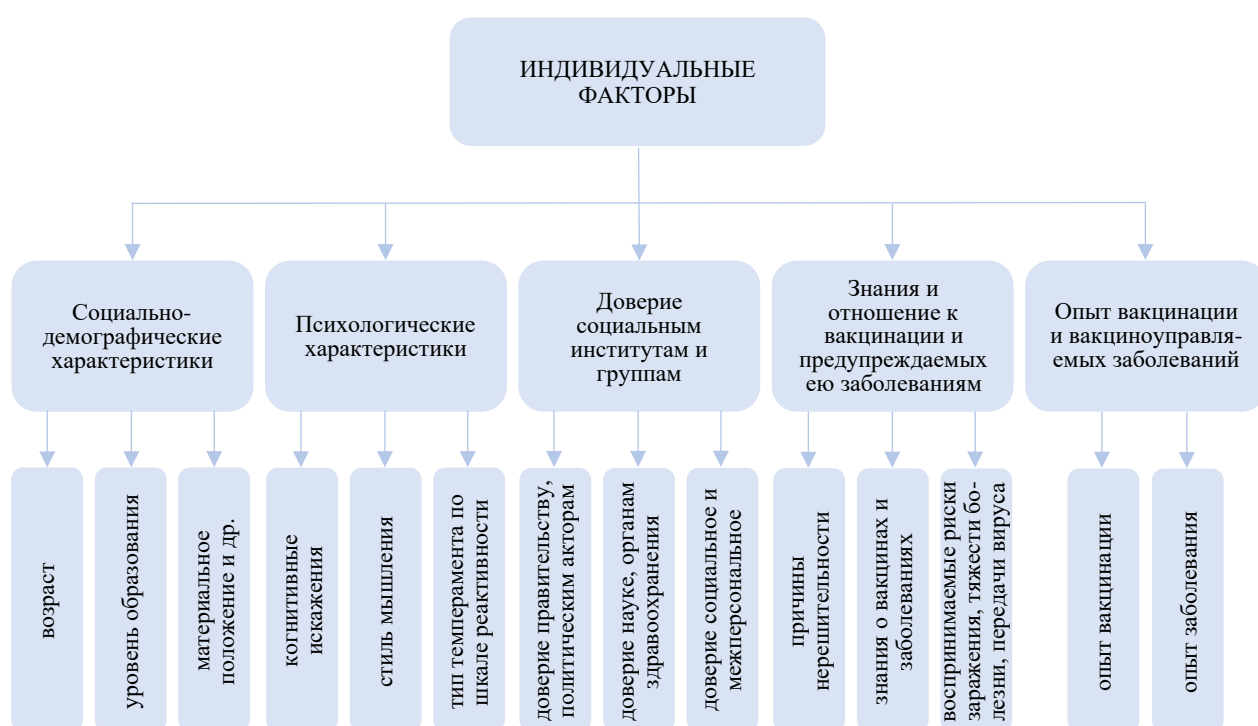 ИНДИВИДУАЛЬНЫЕ
ФАКТОРЫ
Социально-
демографические
характеристики
Психологические
характеристики
Доверие
социальным
институтам и
группам
Знания и
отношение к
вакцинации и
предупреждаемых
ею заболеваниям
Опыт вакцинации
и вакциноуправля-
емых заболеваний
возраст
уровень образования
материальное
положение и др.
когнитивные
искажения
стиль мышления
тип темперамента по
шкале реактивности
доверие правительству,
политическим акторам
доверие науке, органам
здравоохранения
доверие социальное и
межперсональное
причины
нерешительности
знания о вакцинах и
заболеваниях
воспринимаемые риски
заражения, тяжести бо-
лезни, передачи вируса
опыт вакцинации
опыт заболевания